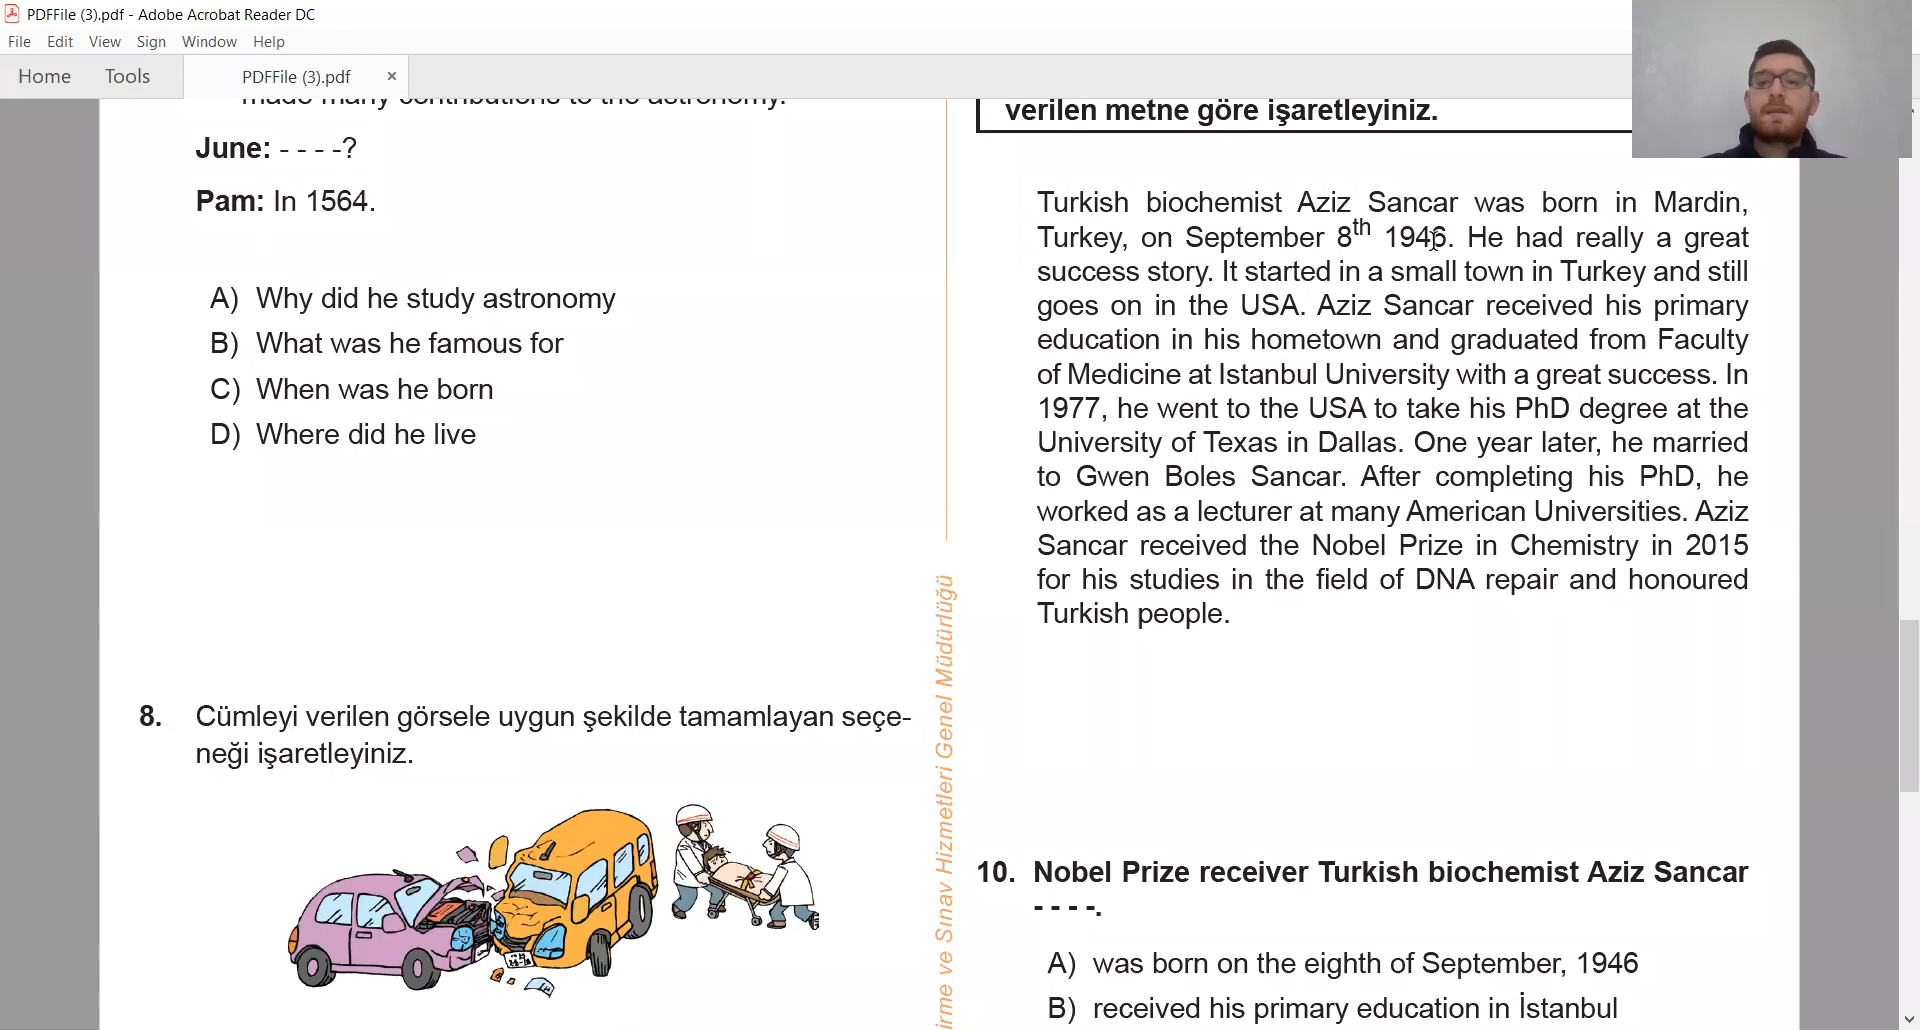 PDFFile (3).pdf - Adobe Acrobat Reader DC
File Edit View Sign Window Help
Home Tools PDFFile (3).pdf ×
made many contributions to the astronomy.
June: - - - -?
Pam: In 1564.
A) Why did he study astronomy
B) What was he famous for
C) When was he born
D) Where did he live
8. Cümleyi verilen görsele uygun şekilde tamamlayan seçe-
neği işaretleyiniz.
irme ve Sınav Hizmetleri Genel Müdürlüğü
verilen metne göre işaretleyiniz.
Turkish biochemist Aziz Sancar was born in Mardin,
Turkey, on September 8th 1946. He had really a great
success story. It started in a small town in Turkey and still
goes on in the USA. Aziz Sancar received his primary
education in his hometown and graduated from Faculty
of Medicine at Istanbul University with a great success. In
1977, he went to the USA to take his PhD degree at the
University of Texas in Dallas. One year later, he married
to Gwen Boles Sancar. After completing his PhD, he
worked as a lecturer at many American Universities. Aziz
Sancar received the Nobel Prize in Chemistry in 2015
for his studies in the field of DNA repair and honoured
Turkish people.
10. Nobel Prize receiver Turkish biochemist Aziz Sancar
- - - -.
A) was born on the eighth of September, 1946
B) received his primary education in İstanbul